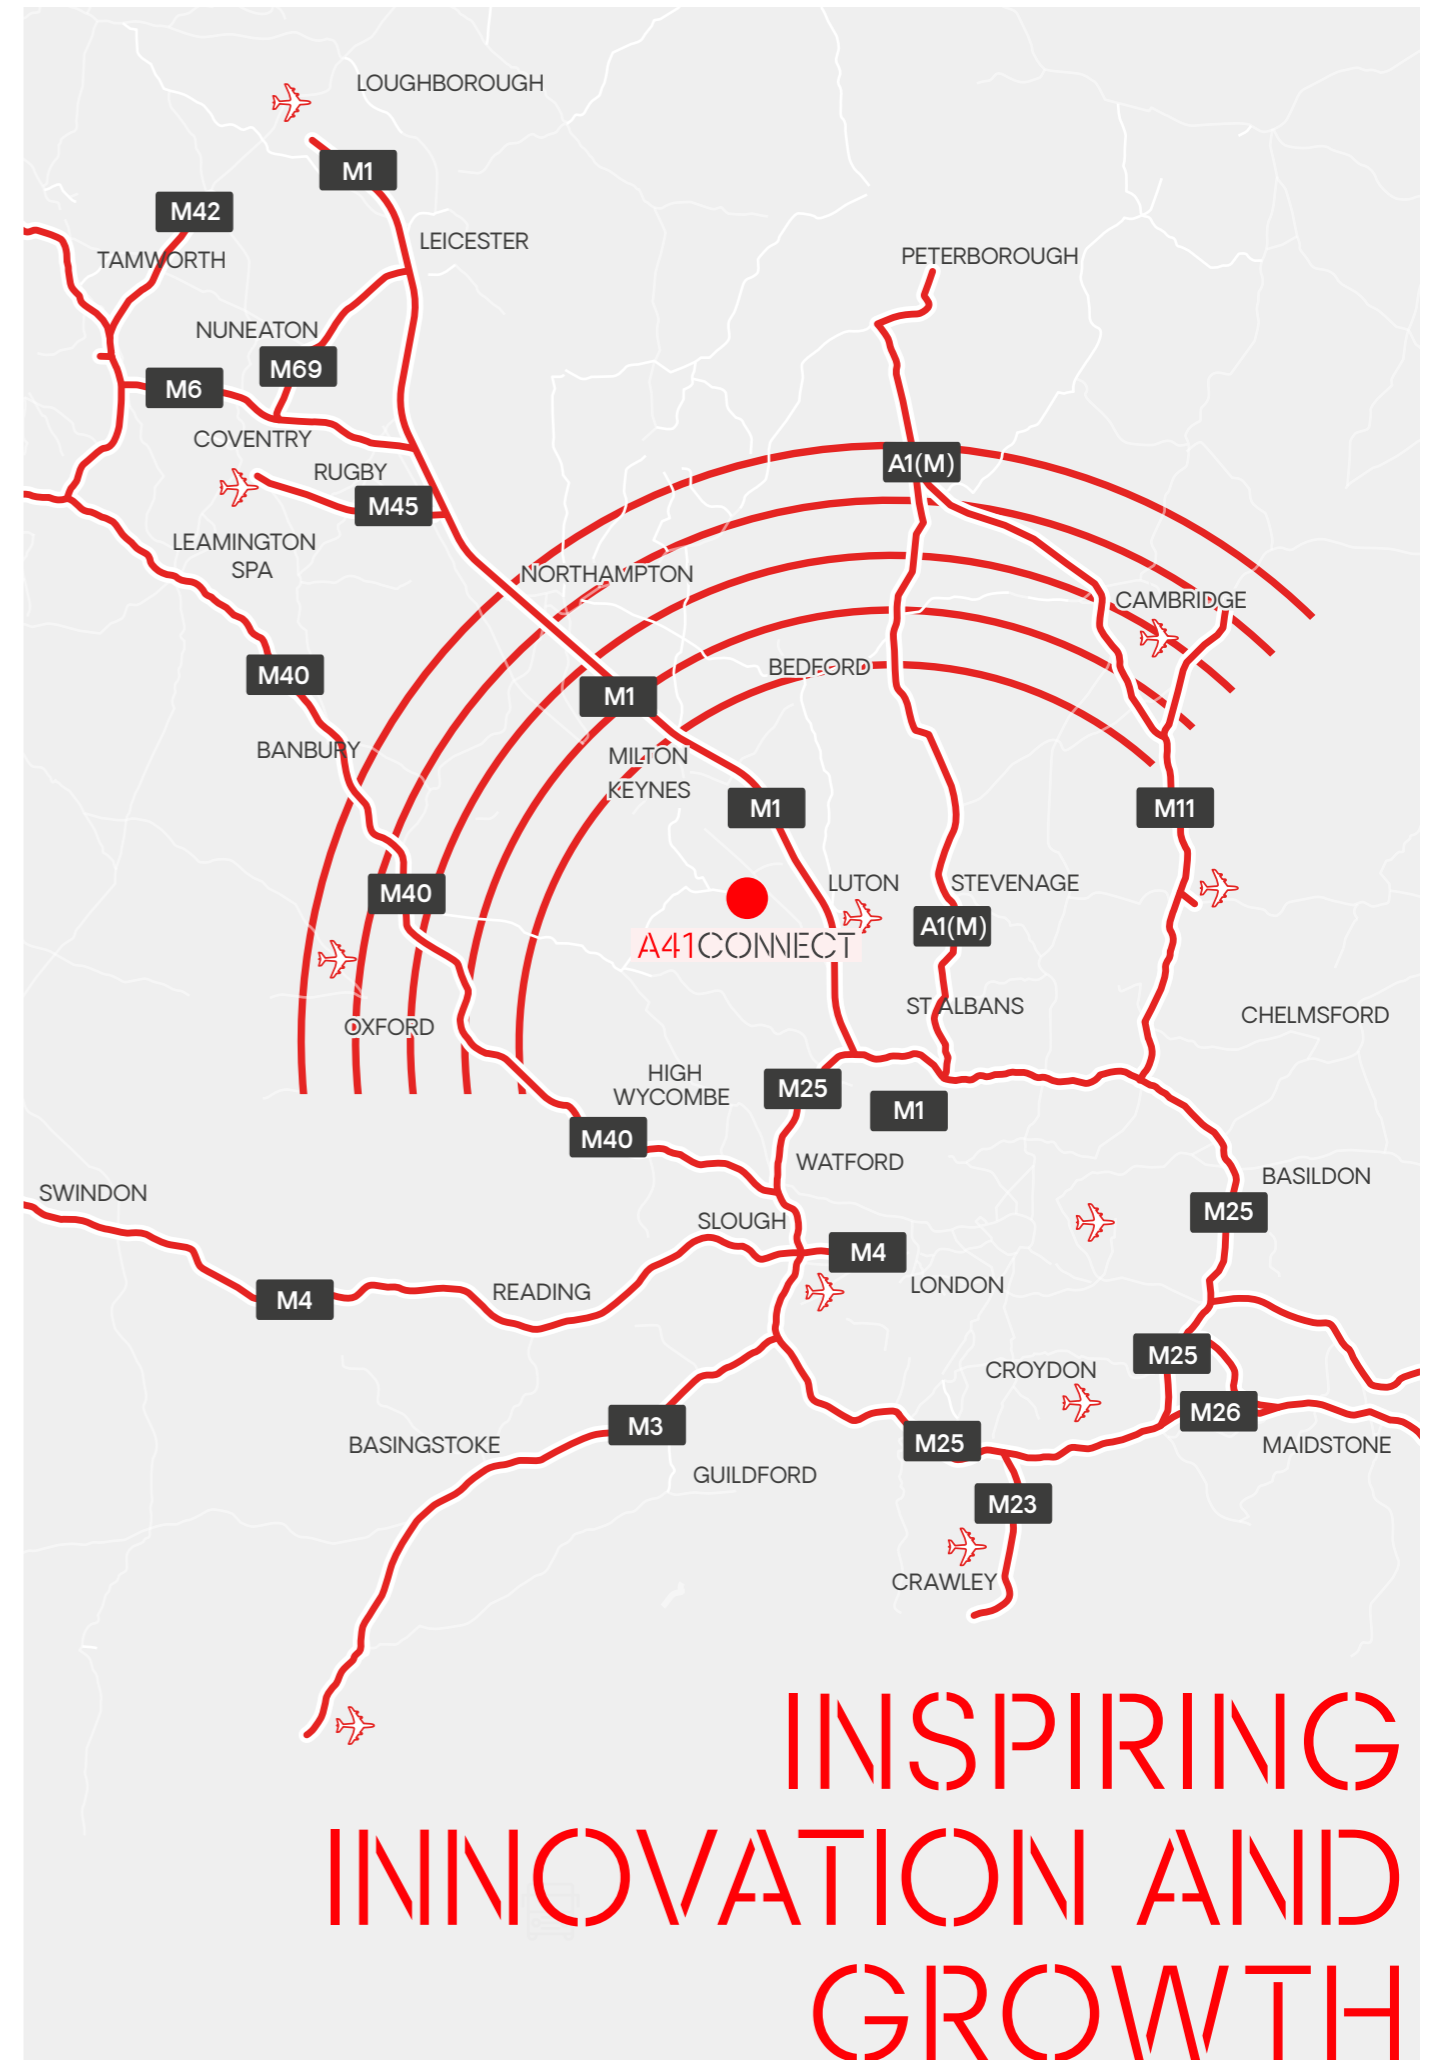 LOUGHBOROUGH
M1
M42
LEICESTER
TAMWORTH
PETERBOROUGH
NUNEATON
M69
M6
COVENTRY
A1(M)
RUGBY
M45
LEAMINGTON
SPA
NORTHAMPTON
CAMBRIDGE
BEDFORD
M40
M1
BANBURY
MILTON
KEYNES
M1
M11
LUTON
STEVENAGE
M40
A1(M)
A41CONNECT
ST ALBANS
CHELMSFORD
OXFORD
HIGH
WYCOMBE
M25
M1
M40
WATFORD
BASILDON
SWINDON
M25
SLOUGH
M4
LONDON
READING
M4
M25
CROYDON
M26
M3
BASINGSTOKE
M25
MAIDSTONE
GUILDFORD
M23
CRAWLEY
INSPIRING
INNOVATION AND
GROWTH